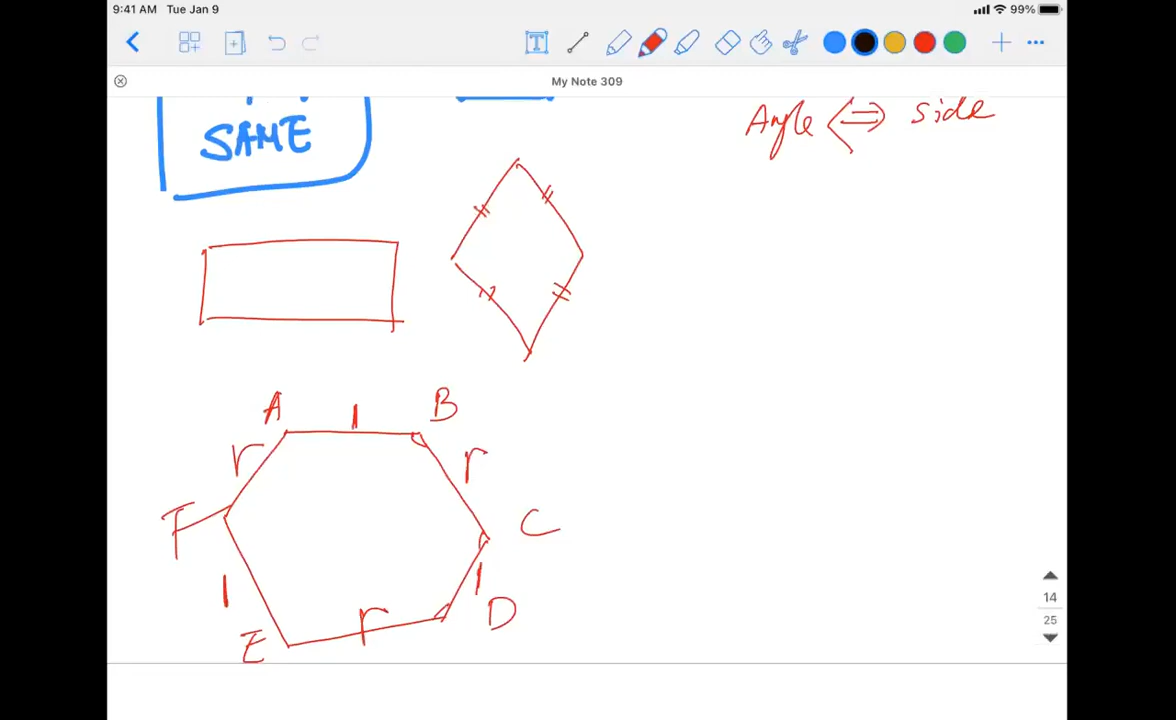 9:41 AM Tue Jan 9
99%
T
My Note 309
SAME
Angle ⇔ side
A
B
1
r
r
F
C
1
1
D
r
E
14
25